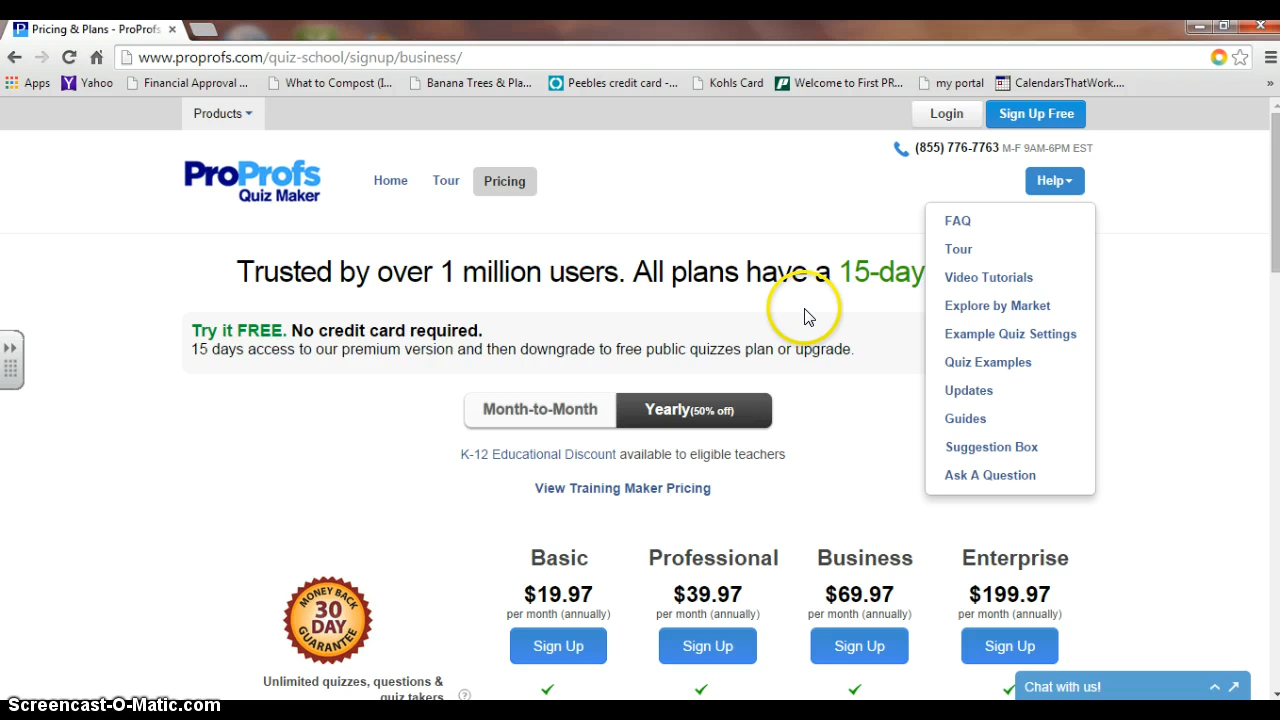 Pricing & Plans - ProProfs
www.proprofs.com/quiz-school/signup/business/
Apps Yahoo Financial Approval ... What to Compost (I... Banana Trees & Pla... Peebles credit card -... Kohls Card Welcome to First PR... my portal CalendarsThatWork.... »
Products Login Sign Up Free
(855) 776-7763 M-F 9AM-6PM EST
ProProfs
Quiz Maker
Home Tour Pricing Help
FAQ
Tour
Video Tutorials
Explore by Market
Example Quiz Settings
Quiz Examples
Updates
Guides
Suggestion Box
Ask A Question
Trusted by over 1 million users. All plans have a 15-day
Try it FREE. No credit card required.
15 days access to our premium version and then downgrade to free public quizzes plan or upgrade.
Month-to-Month Yearly(50% off)
K-12 Educational Discount available to eligible teachers
View Training Maker Pricing
Basic Professional Business Enterprise
$19.97 $39.97 $69.97 $199.97
per month (annually) per month (annually) per month (annually) per month (annually)
Sign Up Sign Up Sign Up Sign Up
MONEY BACK
30
DAY
GUARANTEE
Unlimited quizzes, questions &
quiz takers ?
Chat with us!
Screencast-O-Matic.com